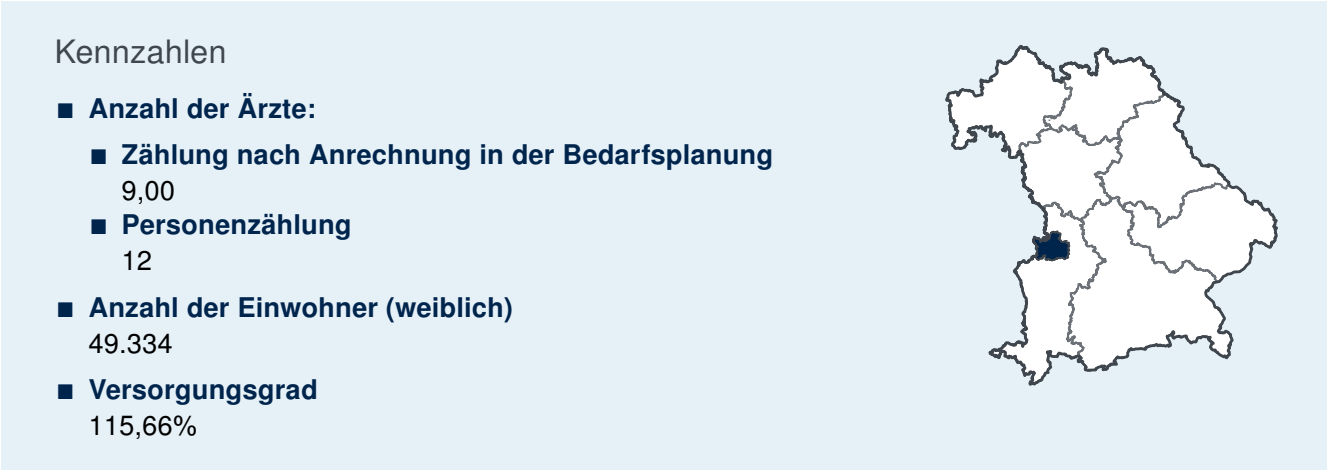 Kennzahlen
■ Anzahl der Ärzte:
■ Zählung nach Anrechnung in der Bedarfsplanung
9,00
■ Personenzählung
12
■ Anzahl der Einwohner (weiblich)
49.334
■ Versorgungsgrad
115,66%